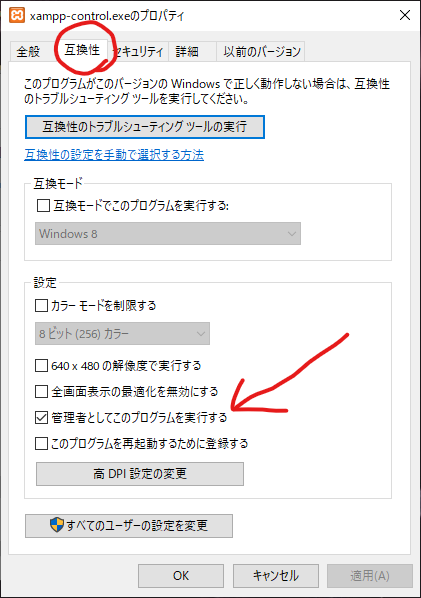 xampp-control.exeのプロパティ
全般 互換性 セキュリティ 詳細 以前のバージョン
このプログラムがこのバージョンの Windows で正しく動作しない場合は、互換性
のトラブルシューティング ツールを実行してください。
互換性のトラブルシューティング ツールの実行
互換性の設定を手動で選択する方法
互換モード
互換モードでこのプログラムを実行する:
Windows 8
設定
カラー モードを制限する
8 ビット (256) カラー
640 x 480 の解像度で実行する
全画面表示の最適化を無効にする
管理者としてこのプログラムを実行する
このプログラムを再起動するために登録する
高 DPI 設定の変更
すべてのユーザーの設定を変更
OK キャンセル 適用(A)